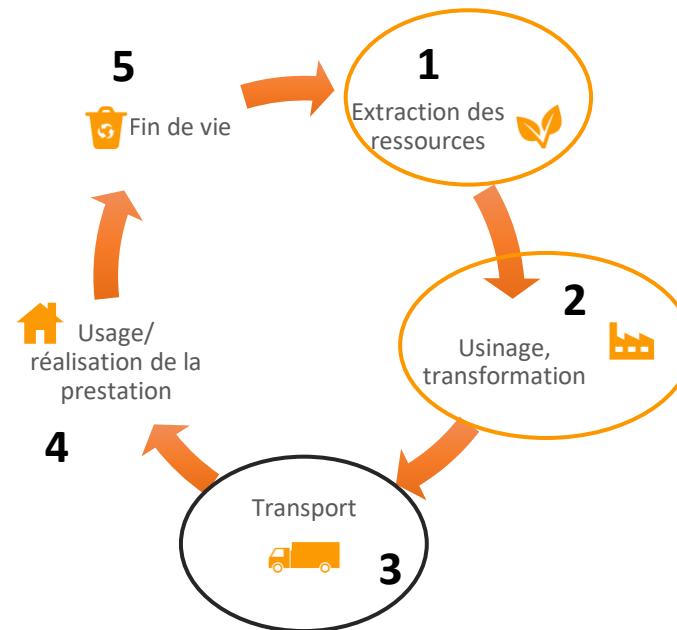 1
Extraction des
ressources
2
Usinage,
transformation
3
Transport
4
Usage/
réalisation de la
prestation
5
Fin de vie